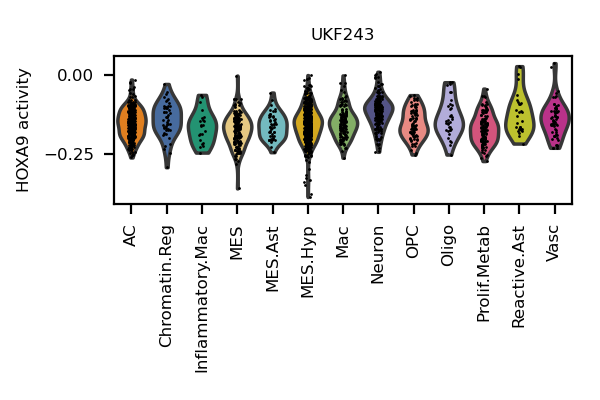 UKF243
HOXA9 activity
0.00
−0.25
AC
Chromatin.Reg
Inflammatory.Mac
MES
MES.Ast
MES.Hyp
Mac
Neuron
OPC
Oligo
Prolif.Metab
Reactive.Ast
Vasc